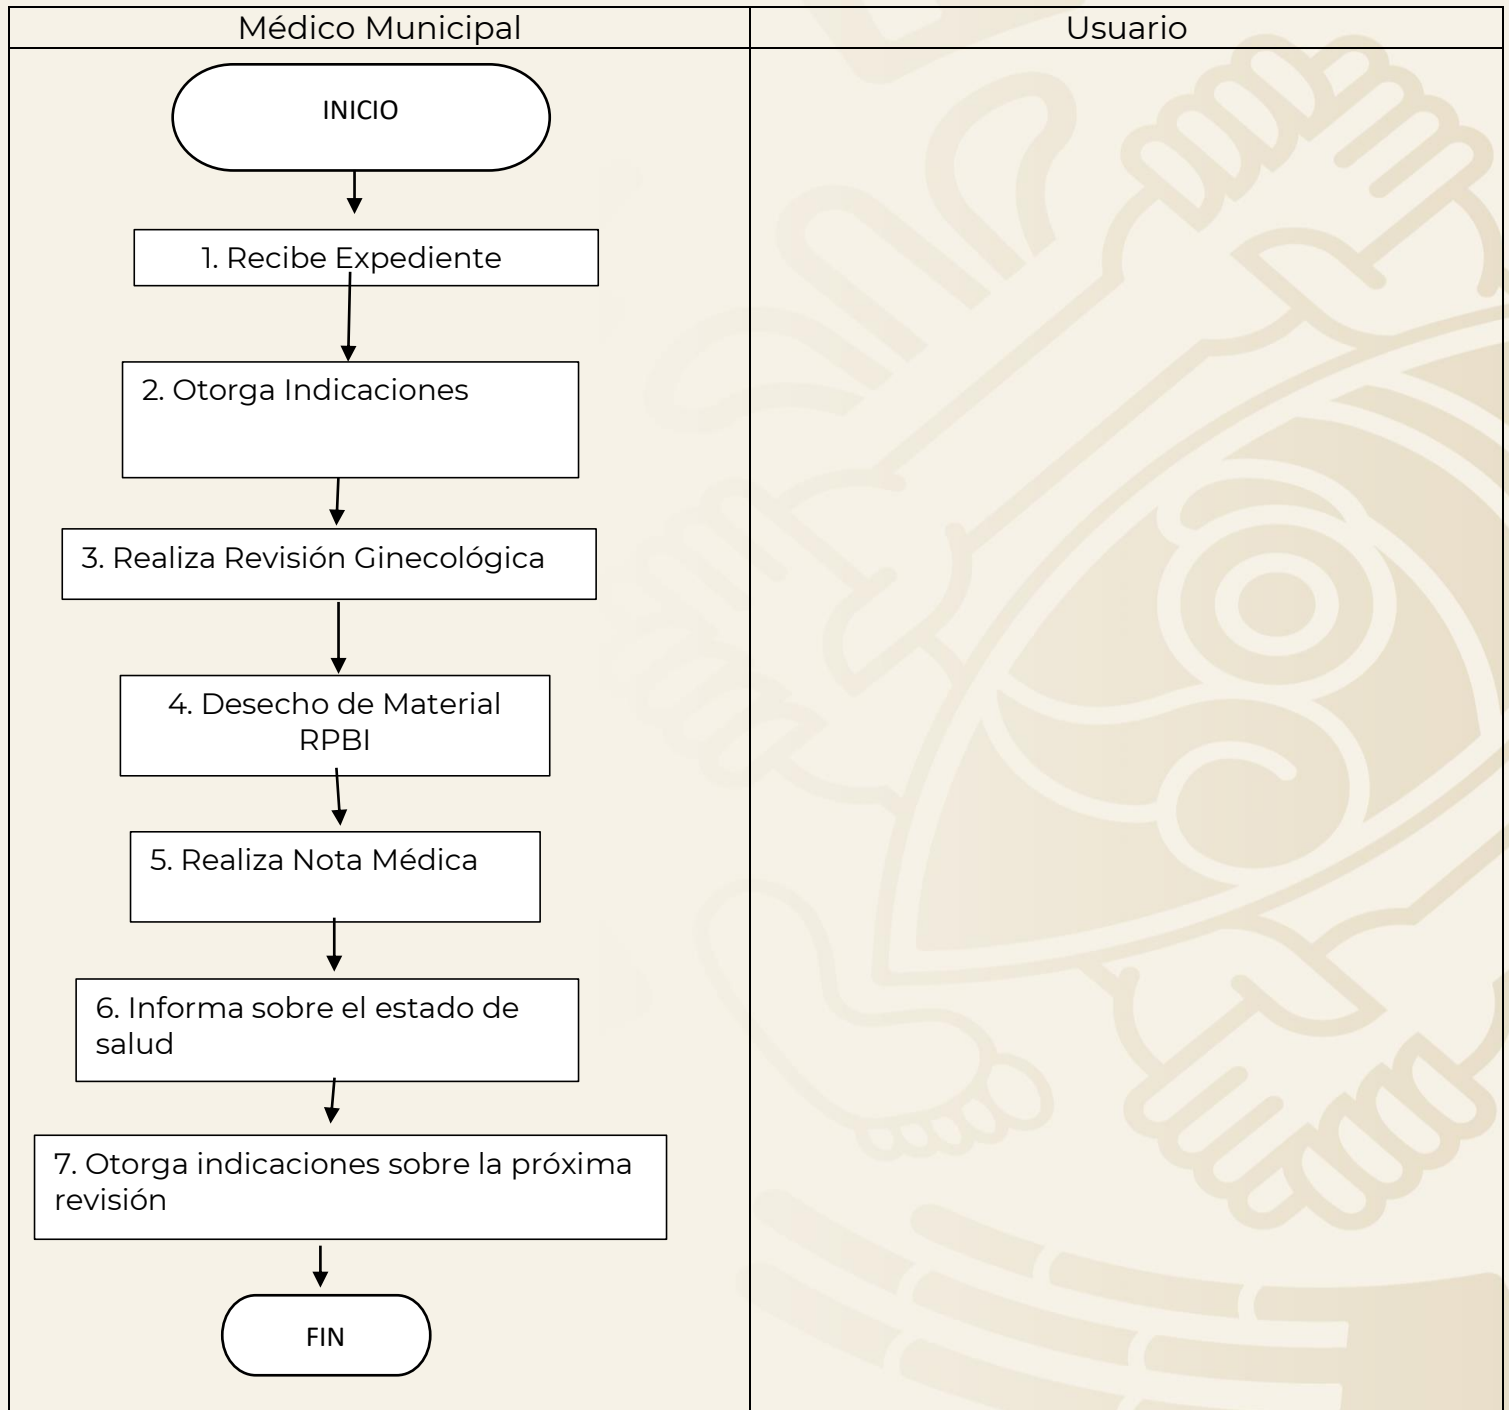 Médico Municipal
Usuario
INICIO
1. Recibe Expediente
2. Otorga Indicaciones
3. Realiza Revisión Ginecológica
4. Desecho de Material
RPBI
5. Realiza Nota Médica
6. Informa sobre el estado de
salud
7. Otorga indicaciones sobre la próxima
revisión
FIN